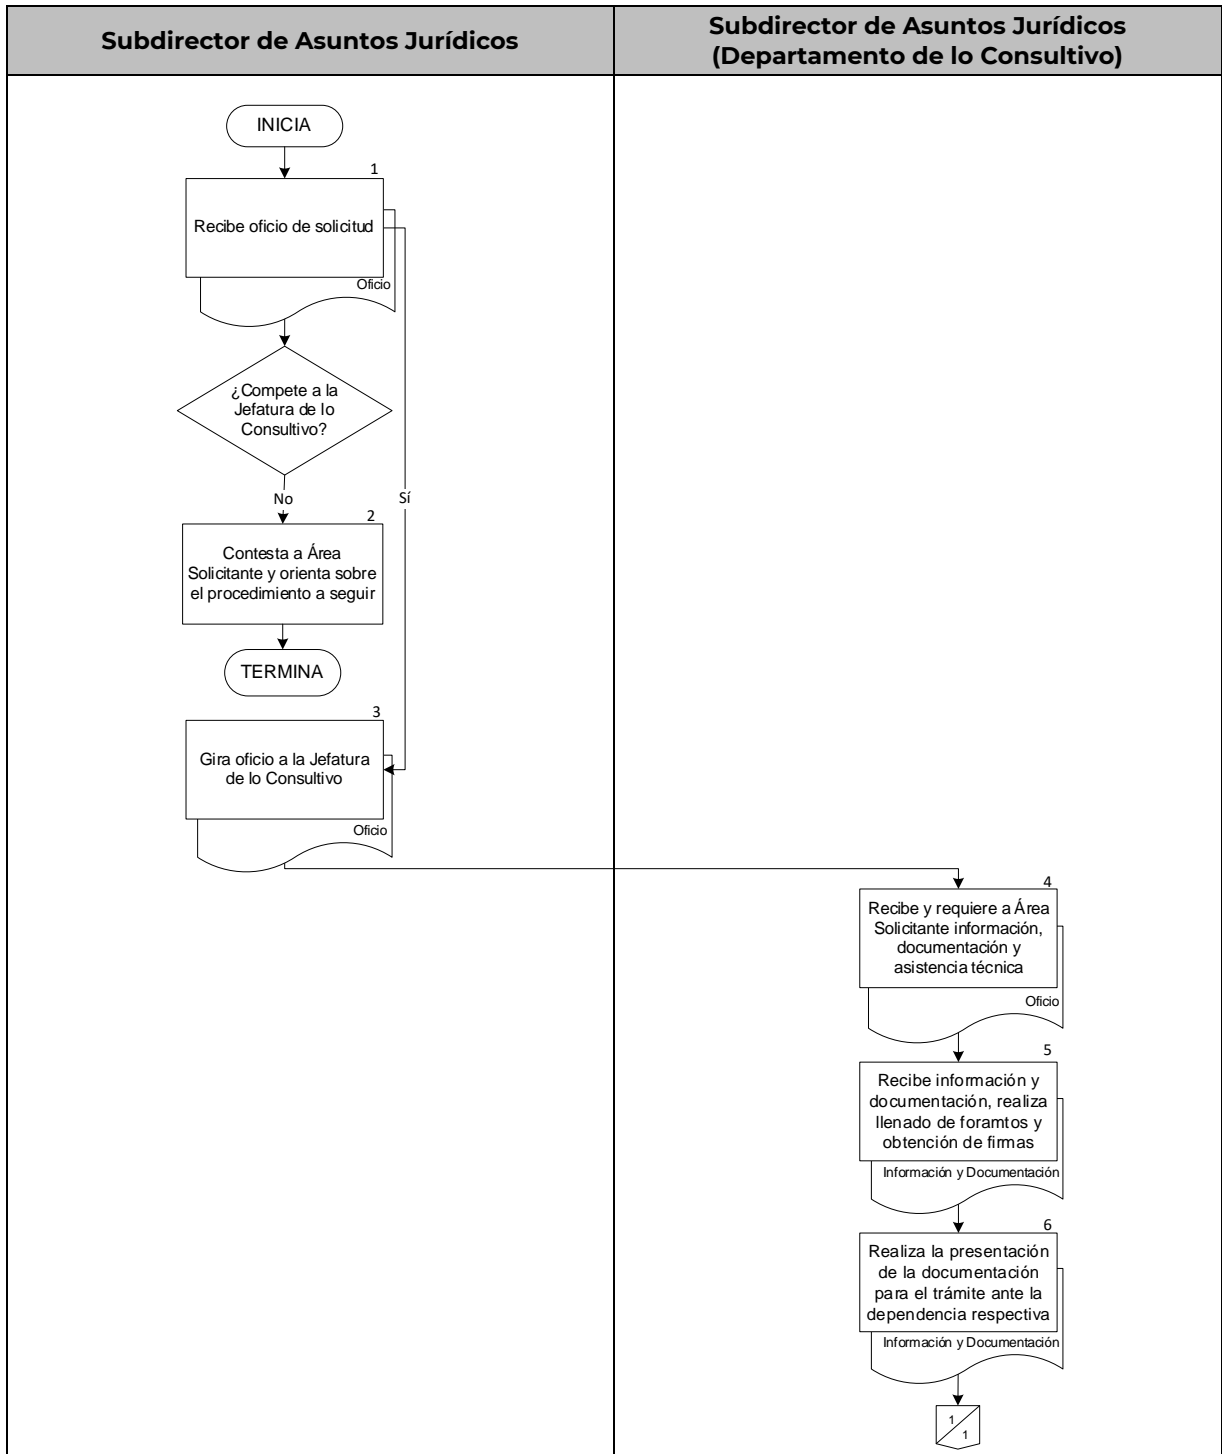 Subdirector de Asuntos Jurídicos
Subdirector de Asuntos Jurídicos
(Departamento de lo Consultivo)
INICIA
1
Recibe oficio de solicitud
Oficio
¿Compete a la
Jefatura de lo
Consultivo?
No
Sí
2
Contesta a Área
Solicitante y orienta sobre
el procedimiento a seguir
TERMINA
3
Gira oficio a la Jefatura
de lo Consultivo
Oficio
4
Recibe y requiere a Área
Solicitante información,
documentación y
asistencia técnica
Oficio
5
Recibe información y
documentación, realiza
llenado de foramtos y
obtención de firmas
Información y Documentación
6
Realiza la presentación
de la documentación
para el trámite ante la
dependencia respectiva
Información y Documentación
1
1